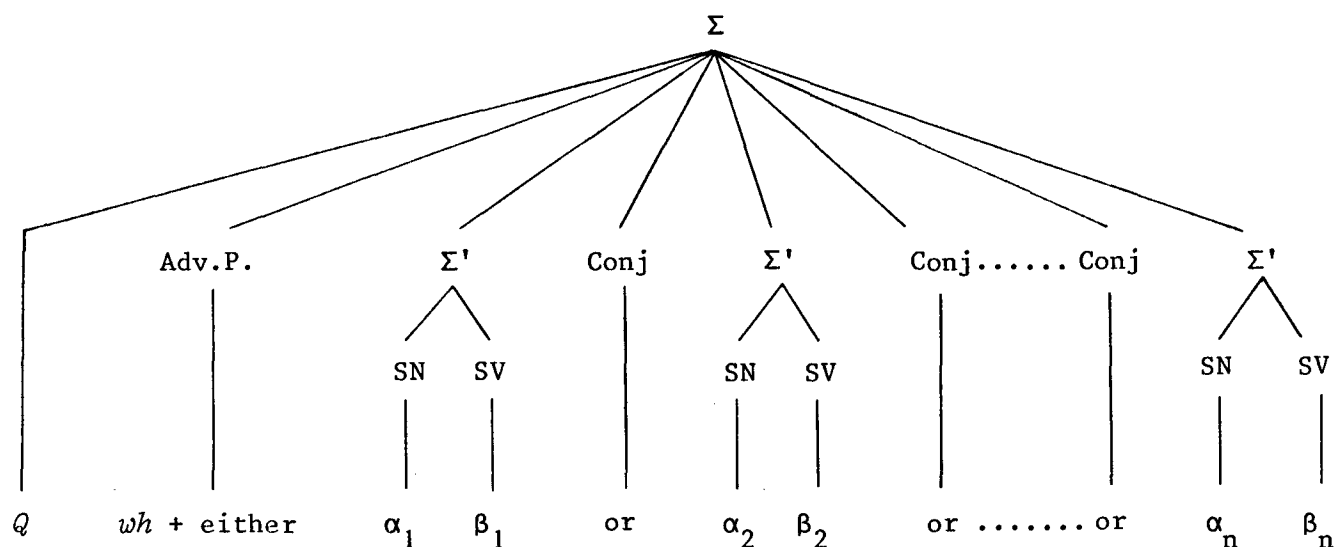 Σ
Adv.P. Σ' Conj Σ' Conj......Conj Σ'
SN SV SN SV SN SV
Q wh + either α₁ β₁ or α₂ β₂ or .......or αₙ βₙ